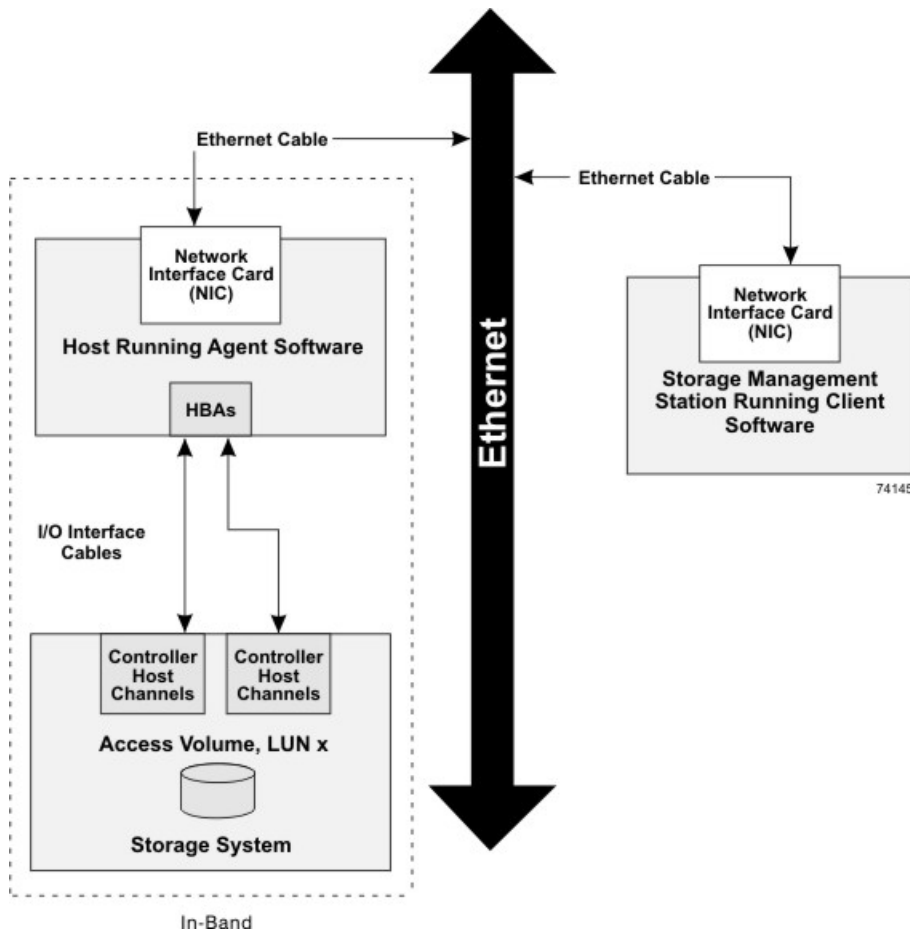 Ethernet Cable
Ethernet Cable
Network
Interface Card
(NIC)
Host Running Agent Software
HBAs
Ethernet
Network
Interface Card
(NIC)
Storage Management
Station Running Client
Software
74145
I/O Interface
Cables
Controller
Host
Channels
Controller
Host
Channels
Access Volume, LUN x
Storage System
In-Band